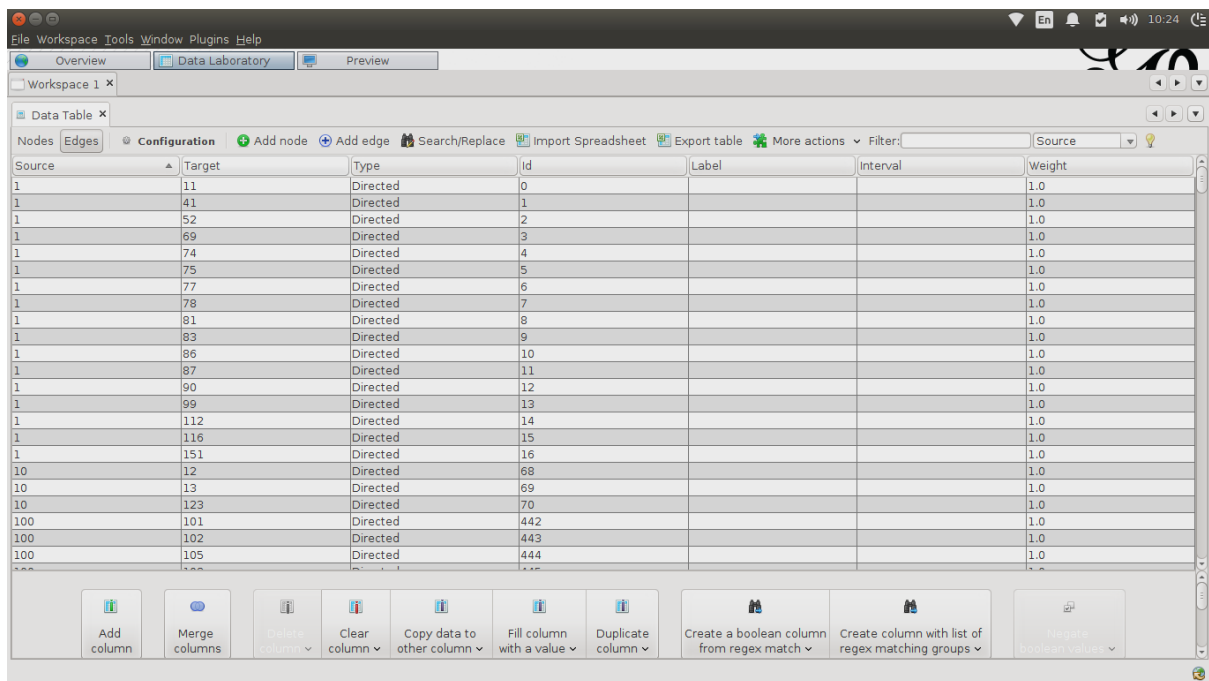 En 10:24
File Workspace Tools Window Plugins Help
Overview Data Laboratory Preview
Workspace 1
Data Table
Nodes Edges Configuration Add node Add edge Search/Replace Import Spreadsheet Export table More actions Filter: Source
Source Target Type Id Label Interval Weight
1 11 Directed 0 1.0
1 41 Directed 1 1.0
1 52 Directed 2 1.0
1 69 Directed 3 1.0
1 74 Directed 4 1.0
1 75 Directed 5 1.0
1 77 Directed 6 1.0
1 78 Directed 7 1.0
1 81 Directed 8 1.0
1 83 Directed 9 1.0
1 86 Directed 10 1.0
1 87 Directed 11 1.0
1 90 Directed 12 1.0
1 99 Directed 13 1.0
1 112 Directed 14 1.0
1 116 Directed 15 1.0
1 151 Directed 16 1.0
10 12 Directed 68 1.0
10 13 Directed 69 1.0
10 123 Directed 70 1.0
100 101 Directed 442 1.0
100 102 Directed 443 1.0
100 105 Directed 444 1.0
Add column
Merge columns
Delete column
Clear column
Copy data to other column
Fill column with a value
Duplicate column
Create a boolean column from regex match
Create column with list of regex matching groups
Negate boolean values